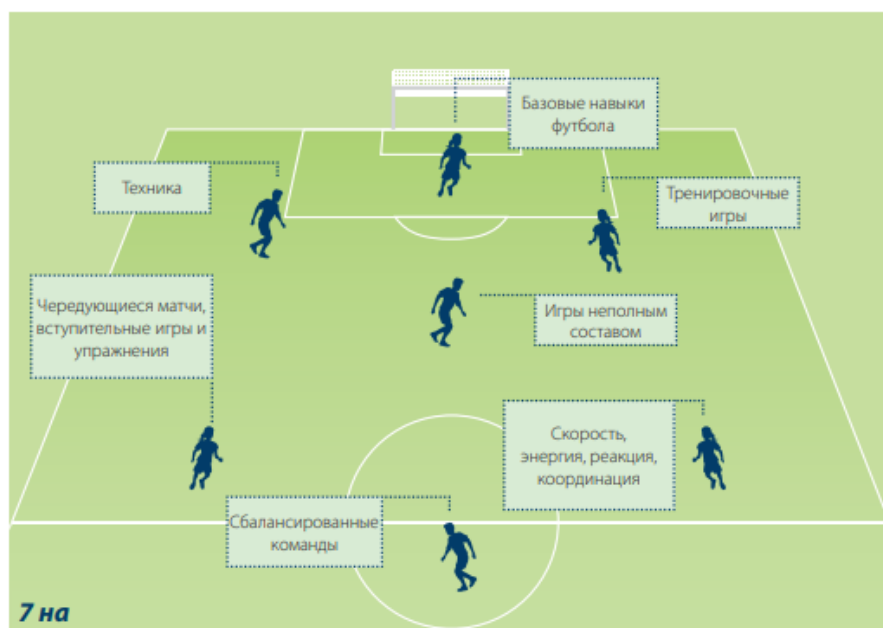 Базовые навыки
футбола
Техника
Тренировочные
игры
Чередующиеся матчи,
вступительные игры и
упражнения
Игры неполным
составом
Скорость,
энергия, реакция,
координация
Сбалансированные
команды
7 на